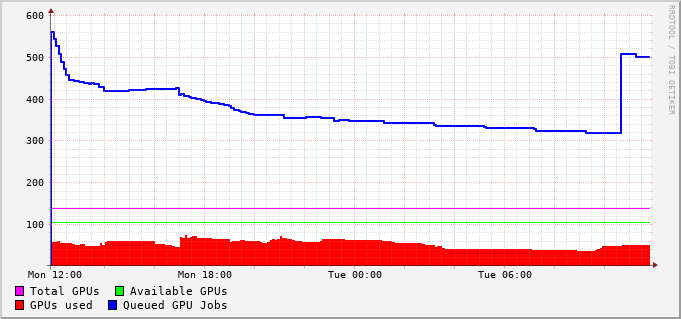 600
500
400
300
200
100
Mon 12:00 Mon 18:00 Tue 00:00 Tue 06:00
Total GPUs Available GPUs
GPUs used Queued GPU Jobs
RRDTOOL / TOBI OETIKER